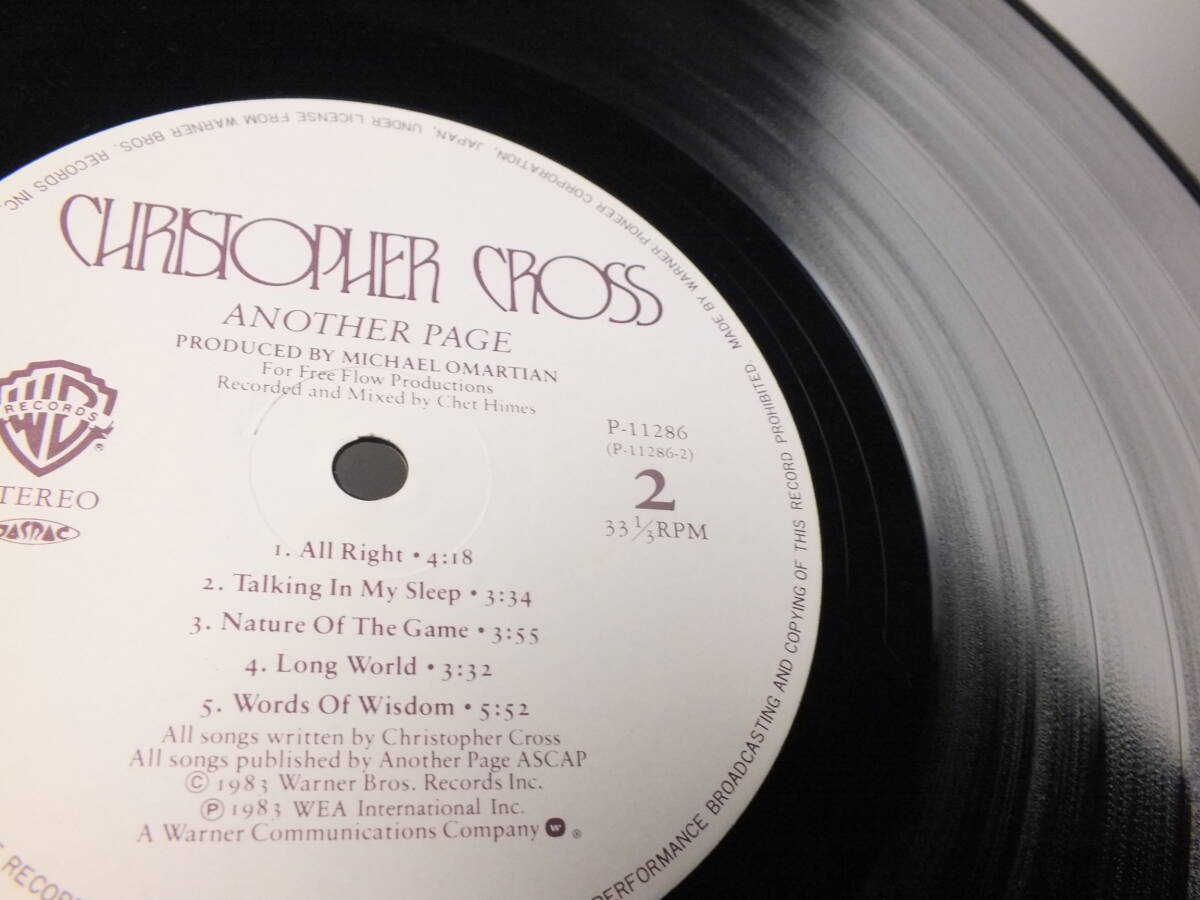 CHRISTOPHER CROSS
ANOTHER PAGE
PRODUCED BY MICHAEL OMARTIAN
For Free Flow Productions
Recorded and Mixed by Chet Himes
RECORDS
®
TEREO
JASRAC
P-11286
(P-11286-2)
2
33 1/3 RPM
1. All Right • 4:18
2. Talking In My Sleep • 3:34
3. Nature Of The Game • 3:55
4. Long World • 3:32
5. Words Of Wisdom • 5:52
All songs written by Christopher Cross
All songs published by Another Page ASCAP
© 1983 Warner Bros. Records Inc.
℗ 1983 WEA International Inc.
A Warner Communications Company ®
PERFORMANCE BROADCASTING AND COPYING OF THIS RECORD PROHIBITED. MADE BY WARNER-PIONEER CORPORATION, JAPAN, UNDER LICENSE FROM WARNER BROS. RECORDS INC.
RECOR